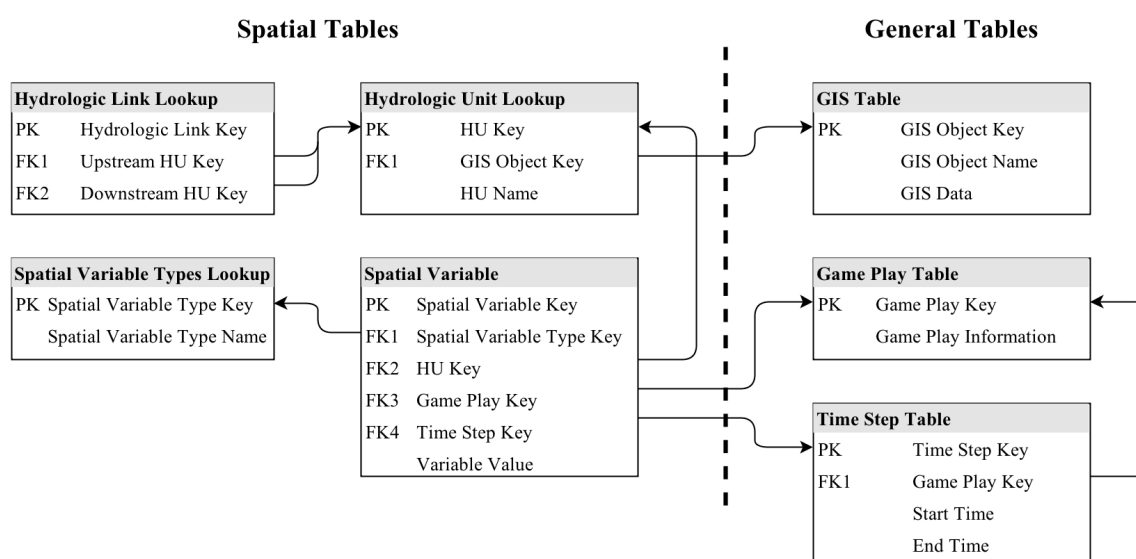 Spatial Tables
General Tables
Hydrologic Link Lookup
PK Hydrologic Link Key
FK1 Upstream HU Key
FK2 Downstream HU Key
Hydrologic Unit Lookup
PK HU Key
FK1 GIS Object Key
HU Name
GIS Table
PK GIS Object Key
GIS Object Name
GIS Data
Spatial Variable Types Lookup
PK Spatial Variable Type Key
Spatial Variable Type Name
Spatial Variable
PK Spatial Variable Key
FK1 Spatial Variable Type Key
FK2 HU Key
FK3 Game Play Key
FK4 Time Step Key
Variable Value
Game Play Table
PK Game Play Key
Game Play Information
Time Step Table
PK Time Step Key
FK1 Game Play Key
Start Time
End Time